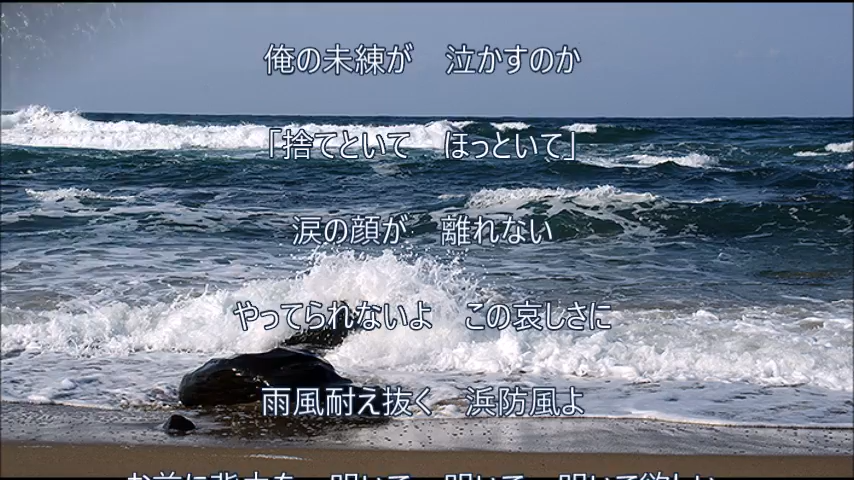 俺の未練が　泣かすのか
「捨てといて　ほっといて」
涙の顔が　離れない
やってられないよ　この哀しさに
雨風耐え抜く　浜防風よ